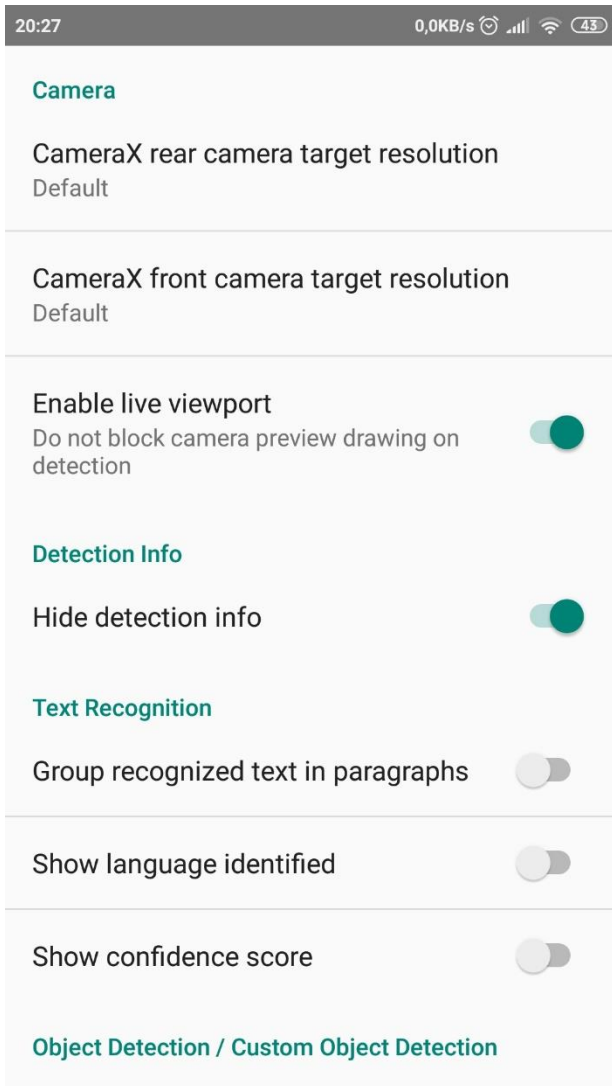 20:27 0,0KB/s 43
Camera
CameraX rear camera target resolution
Default
CameraX front camera target resolution
Default
Enable live viewport
Do not block camera preview drawing on
detection
Detection Info
Hide detection info
Text Recognition
Group recognized text in paragraphs
Show language identified
Show confidence score
Object Detection / Custom Object Detection